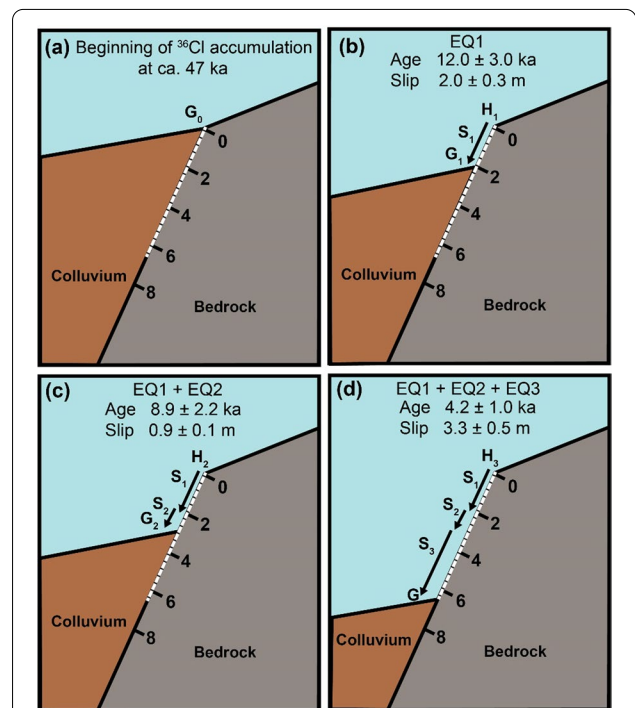 (a) Beginning of ³⁶Cl accumulation
at ca. 47 ka
G₀
0
2
4
6
8
Colluvium
Bedrock
(b) EQ1
Age 12.0 ± 3.0 ka
Slip 2.0 ± 0.3 m
H₁
S₁
G₁
0
2
4
6
8
Colluvium
Bedrock
(c) EQ1 + EQ2
Age 8.9 ± 2.2 ka
Slip 0.9 ± 0.1 m
H₂
S₁
S₂
G₂
0
2
4
6
8
Colluvium
Bedrock
(d) EQ1 + EQ2 + EQ3
Age 4.2 ± 1.0 ka
Slip 3.3 ± 0.5 m
H₃
S₁
S₂
S₃
G
0
2
4
6
8
Colluvium
Bedrock